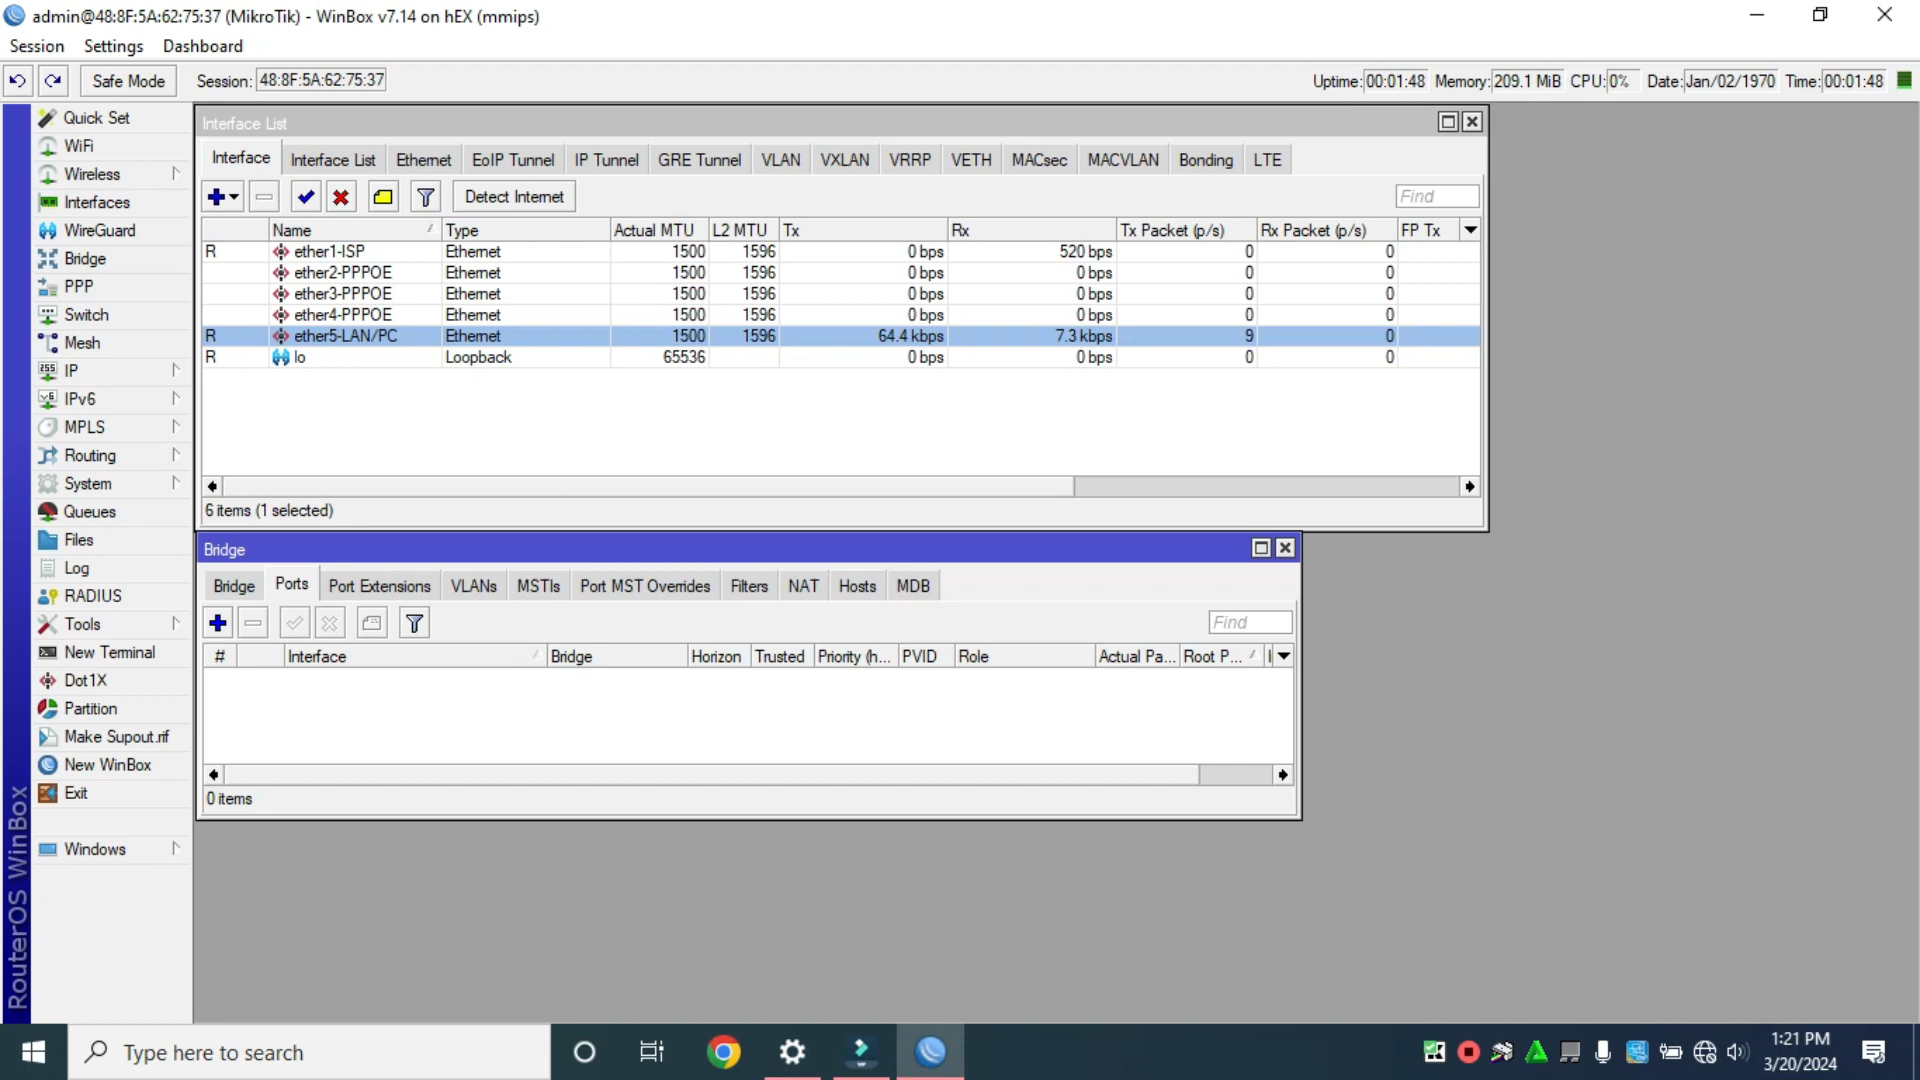 admin@48:8F:5A:62:75:37 (MikroTik) - WinBox v7.14 on hEX (mmips)
Session Settings Dashboard
Safe Mode Session: 48:8F:5A:62:75:37 Uptime: 00:01:48 Memory: 209.1 MiB CPU: 0% Date: Jan/02/1970 Time: 00:01:48
Quick Set
WiFi
Wireless
Interfaces
WireGuard
Bridge
PPP
Switch
Mesh
IP
IPv6
MPLS
Routing
System
Queues
Files
Log
RADIUS
Tools
New Terminal
Dot1X
Partition
Make Supout.rif
New WinBox
Exit
Windows
RouterOS WinBox
Interface List
Interface Interface List Ethernet EoIP Tunnel IP Tunnel GRE Tunnel VLAN VXLAN VRRP VETH MACsec MACVLAN Bonding LTE
Detect Internet Find
Name Type Actual MTU L2 MTU Tx Rx Tx Packet (p/s) Rx Packet (p/s) FP Tx
R ether1-ISP Ethernet 1500 1596 0 bps 520 bps 0 0
ether2-PPPOE Ethernet 1500 1596 0 bps 0 bps 0 0
ether3-PPPOE Ethernet 1500 1596 0 bps 0 bps 0 0
ether4-PPPOE Ethernet 1500 1596 0 bps 0 bps 0 0
R ether5-LAN/PC Ethernet 1500 1596 64.4 kbps 7.3 kbps 9 0
R lo Loopback 65536 0 bps 0 bps 0 0
6 items (1 selected)
Bridge
Bridge Ports Port Extensions VLANs MSTIs Port MST Overrides Filters NAT Hosts MDB
Find
# Interface Bridge Horizon Trusted Priority (h... PVID Role Actual Pa... Root P...
0 items
Type here to search
1:21 PM
3/20/2024